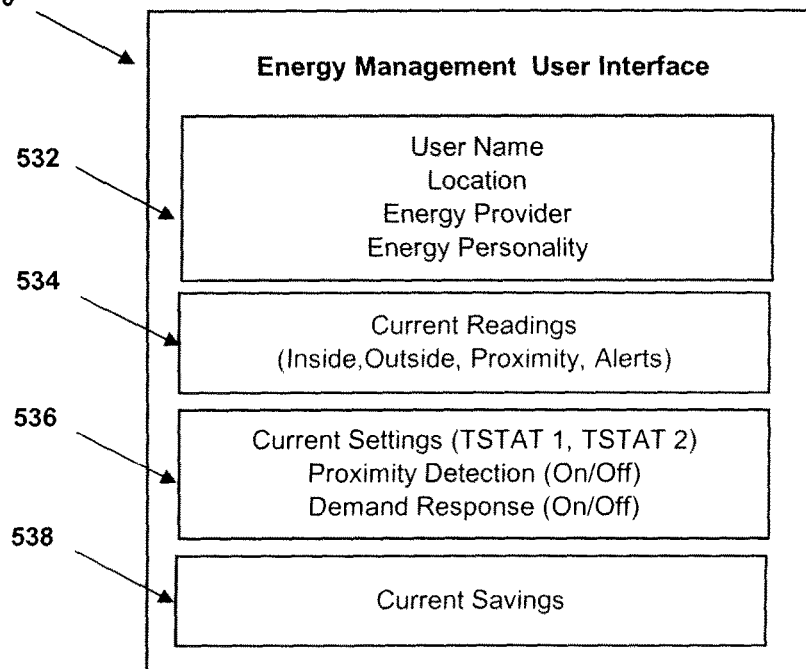 Energy Management User Interface
532
User Name
Location
Energy Provider
Energy Personality
534
Current Readings
(Inside,Outside, Proximity, Alerts)
536
Current Settings (TSTAT 1, TSTAT 2)
Proximity Detection (On/Off)
Demand Response (On/Off)
538
Current Savings